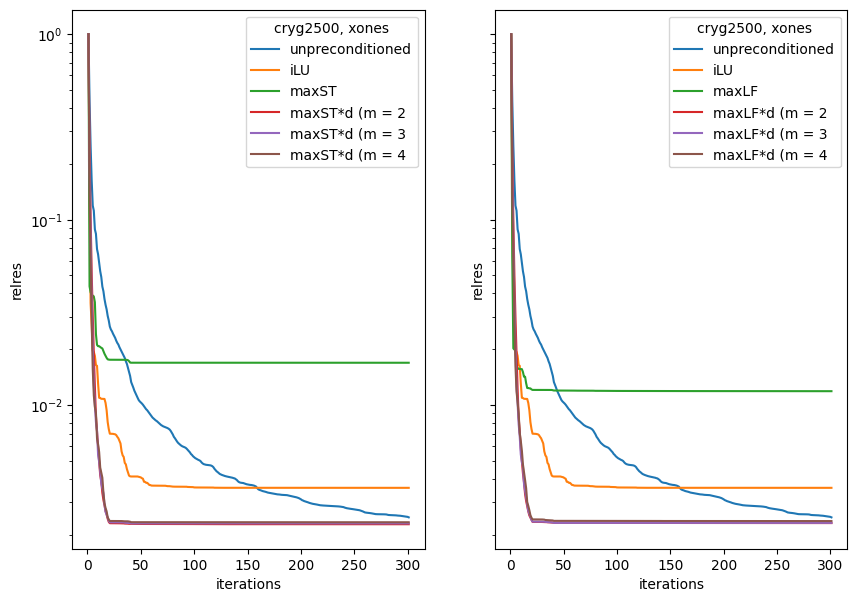 cryg2500, xones
unpreconditioned
iLU
maxST
maxST*d (m = 2
maxST*d (m = 3
maxST*d (m = 4
10⁰
10⁻¹
10⁻²
relres
0 50 100 150 200 250 300
iterations
cryg2500, xones
unpreconditioned
iLU
maxLF
maxLF*d (m = 2
maxLF*d (m = 3
maxLF*d (m = 4
relres
0 50 100 150 200 250 300
iterations